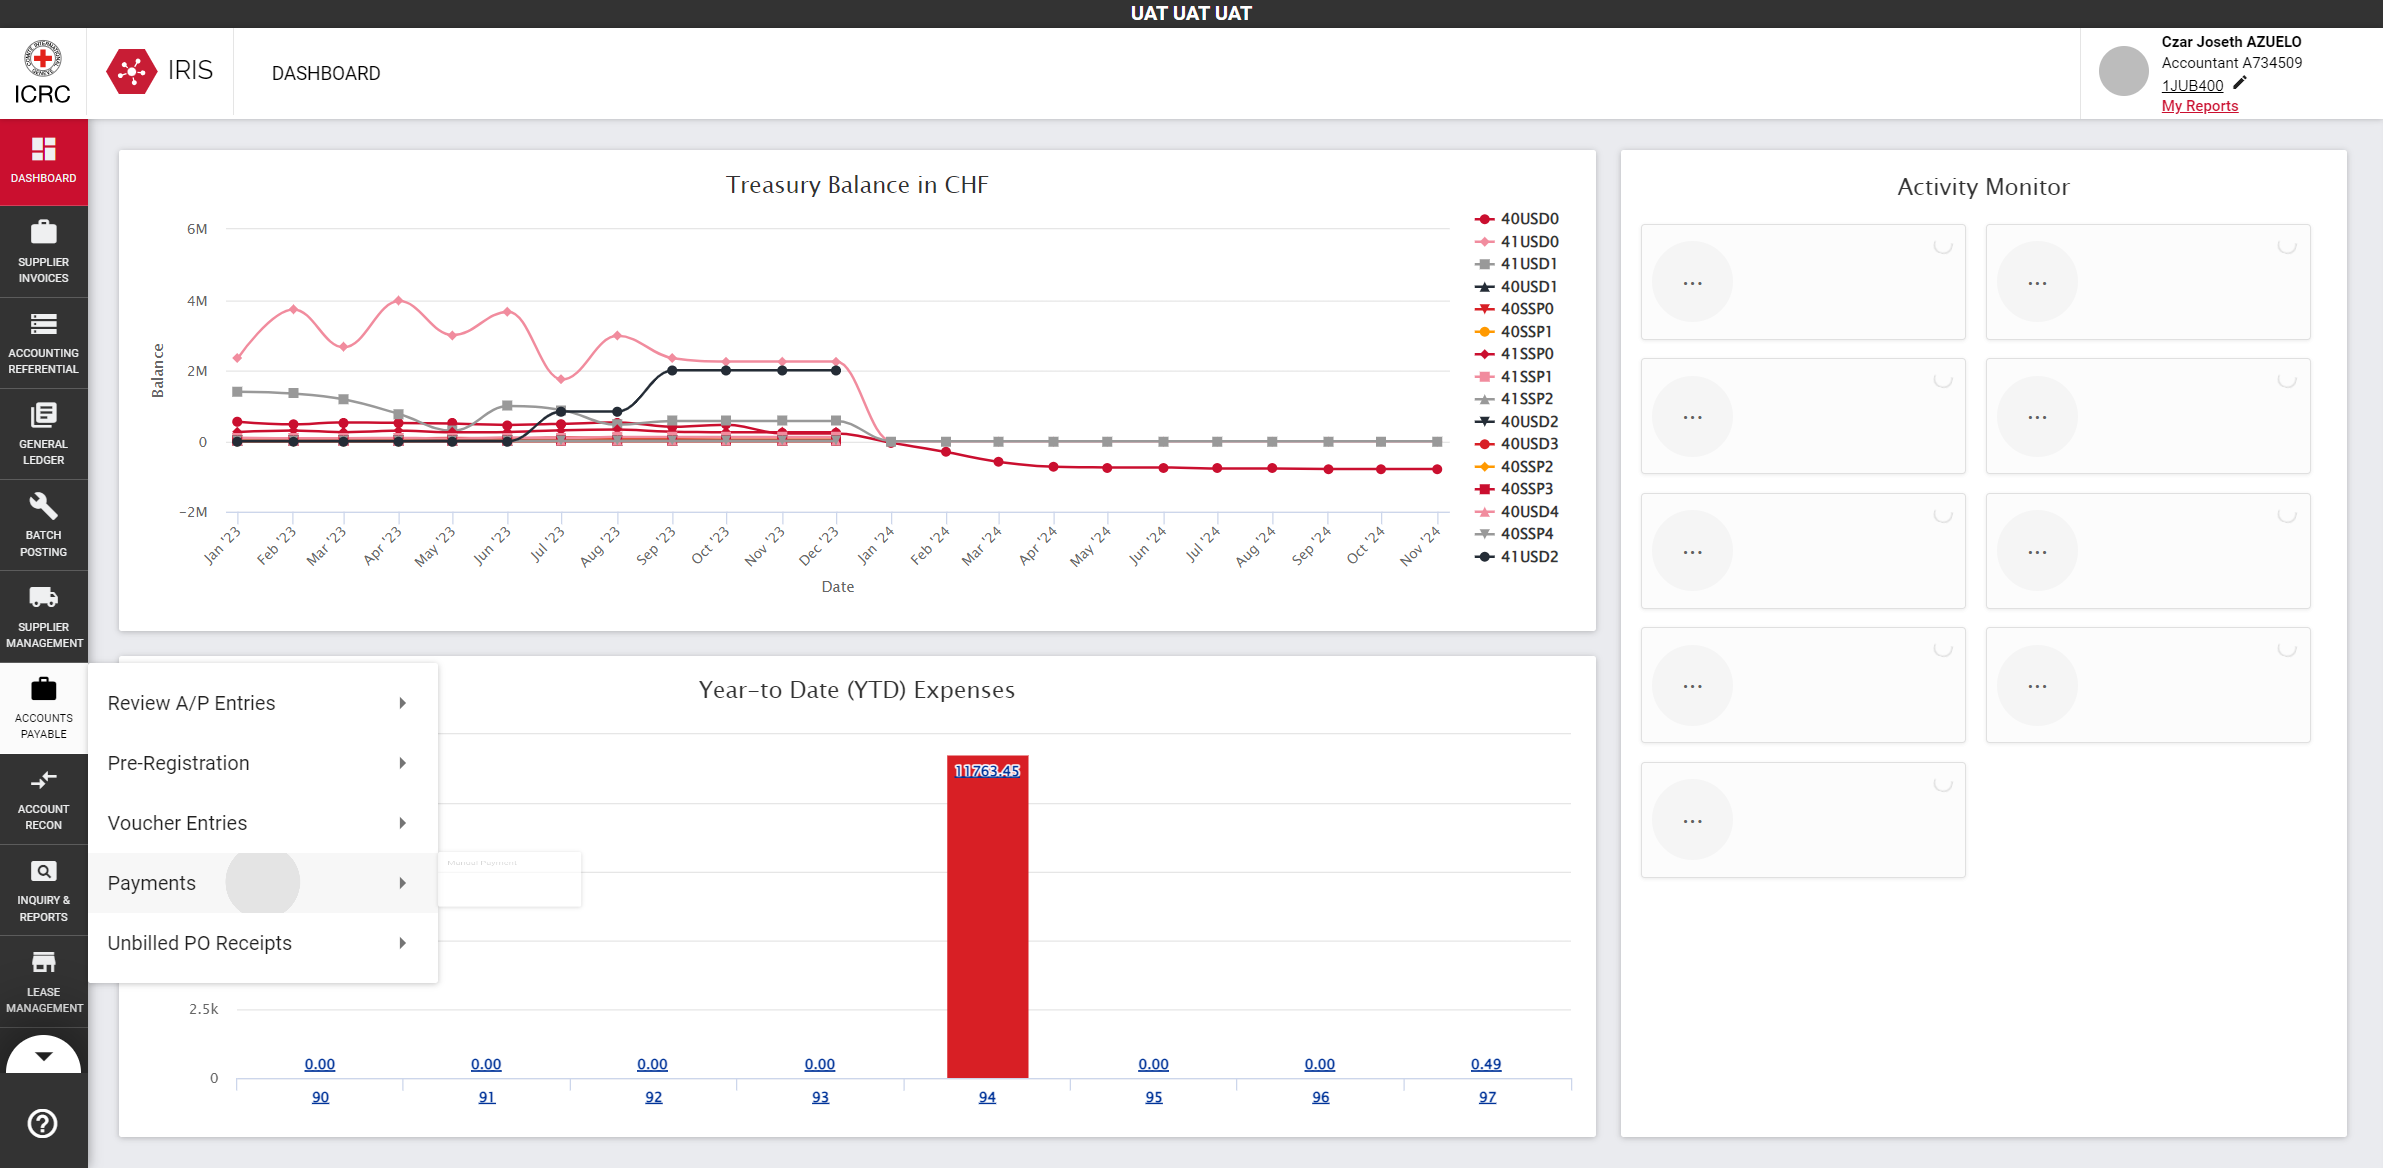 UAT UAT UAT
COMITE INTERNATIONAL GENEVE
ICRC
IRIS
DASHBOARD
Czar Joseth AZUELO
Accountant A734509
1JUB400
My Reports
DASHBOARD
SUPPLIER
INVOICES
ACCOUNTING
REFERENTIAL
GENERAL
LEDGER
BATCH
POSTING
SUPPLIER
MANAGEMENT
ACCOUNTS
PAYABLE
ACCOUNT
RECON
INQUIRY &
REPORTS
LEASE
MANAGEMENT
Review A/P Entries
Pre-Registration
Voucher Entries
Payments
Unbilled PO Receipts
Manual Payment
Treasury Balance in CHF
6M
4M
2M
0
-2M
Balance
Jan '23
Feb '23
Mar '23
Apr '23
May '23
Jun '23
Jul '23
Aug '23
Sep '23
Oct '23
Nov '23
Dec '23
Jan '24
Feb '24
Mar '24
Apr '24
May '24
Jun '24
Jul '24
Aug '24
Sep '24
Oct '24
Nov '24
Date
40USD0
41USD0
41USD1
40USD1
40SSP0
40SSP1
41SSP0
41SSP1
41SSP2
40USD2
40USD3
40SSP2
40SSP3
40USD4
40SSP4
41USD2
Year-to Date (YTD) Expenses
2.5k
0
0.00
0.00
0.00
0.00
11763.45
0.00
0.00
0.49
90
91
92
93
94
95
96
97
Activity Monitor
...
...
...
...
...
...
...
...
...